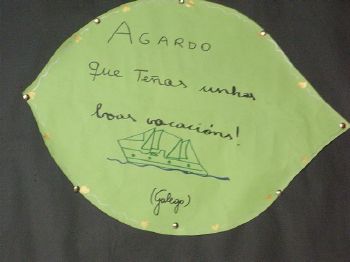 AGARDO
que Teñas unhas
boas vacacións!
(Galego)